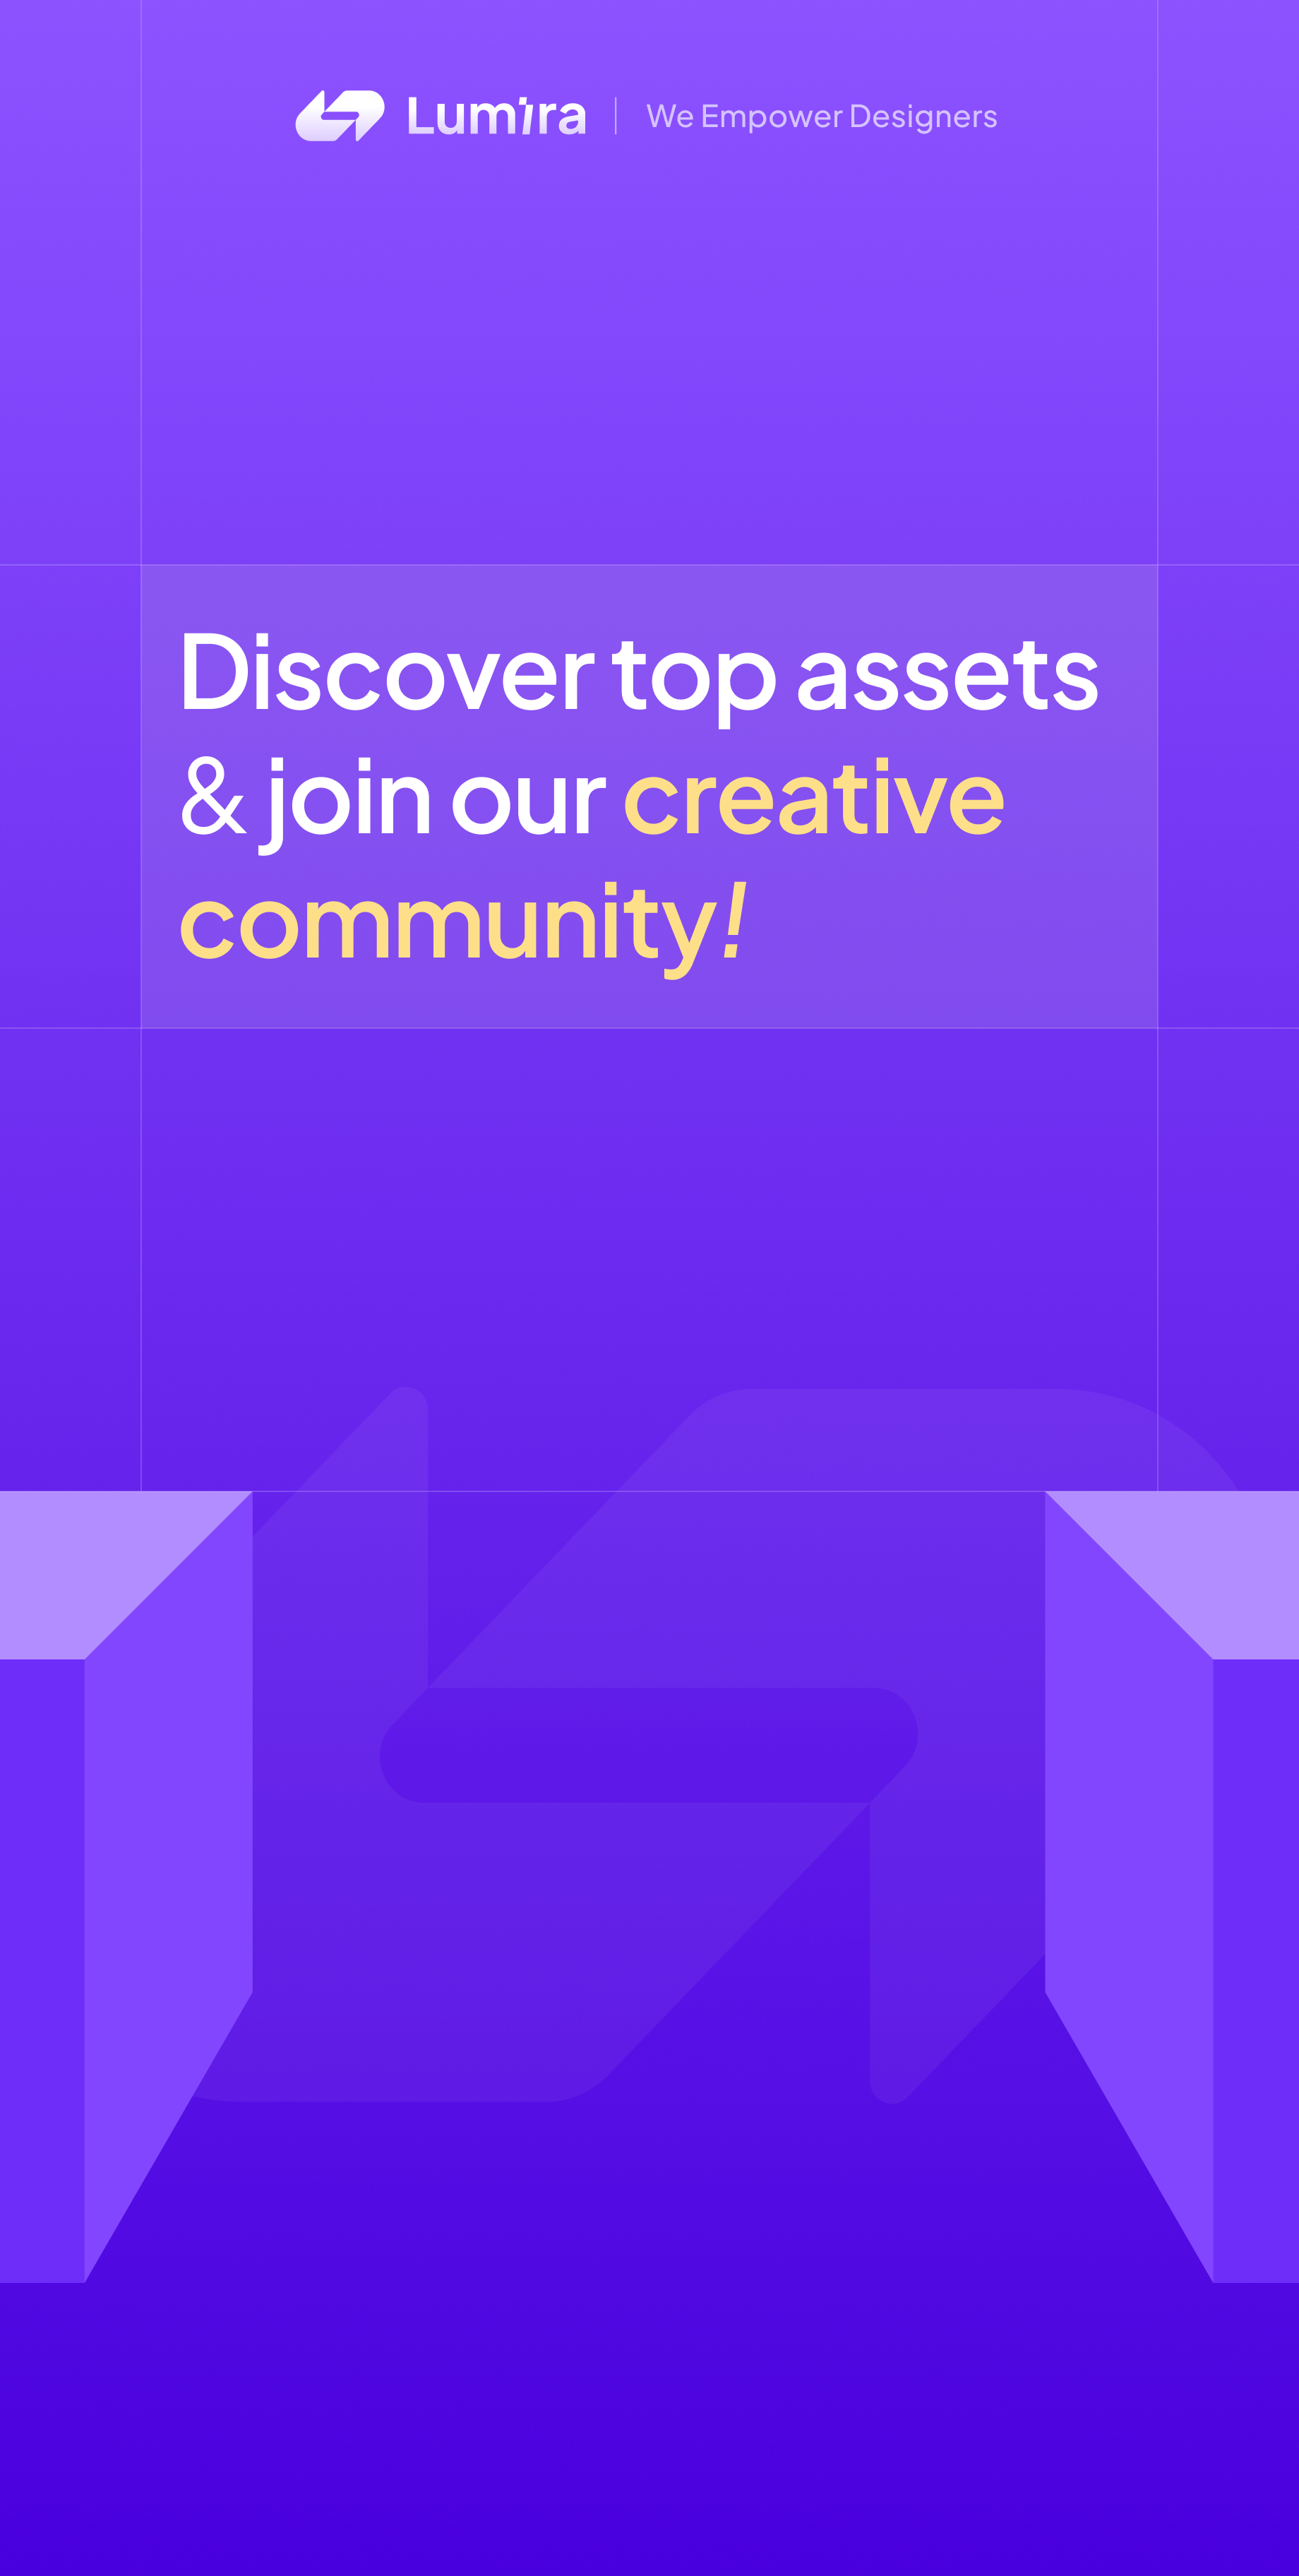 Lumira | We Empower Designers
Discover top assets
& join our creative
community!